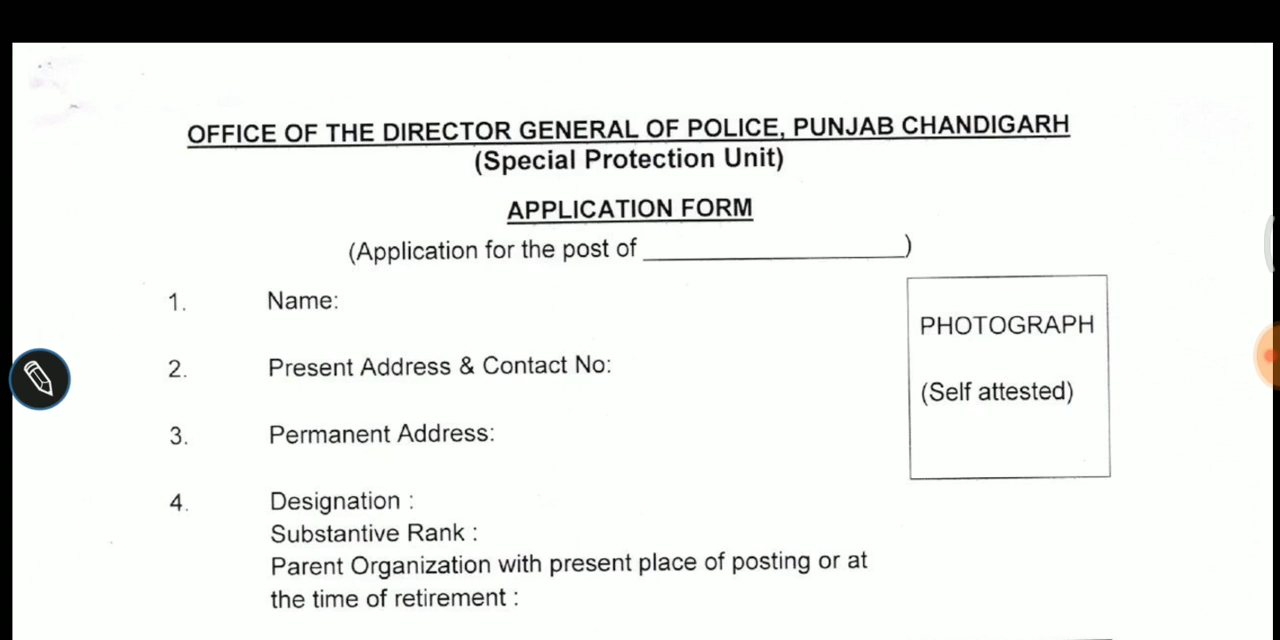 OFFICE OF THE DIRECTOR GENERAL OF POLICE, PUNJAB CHANDIGARH
(Special Protection Unit)
APPLICATION FORM
(Application for the post of ____________________)
1. Name:
PHOTOGRAPH
2. Present Address & Contact No:
(Self attested)
3. Permanent Address:
4. Designation :
Substantive Rank :
Parent Organization with present place of posting or at
the time of retirement :